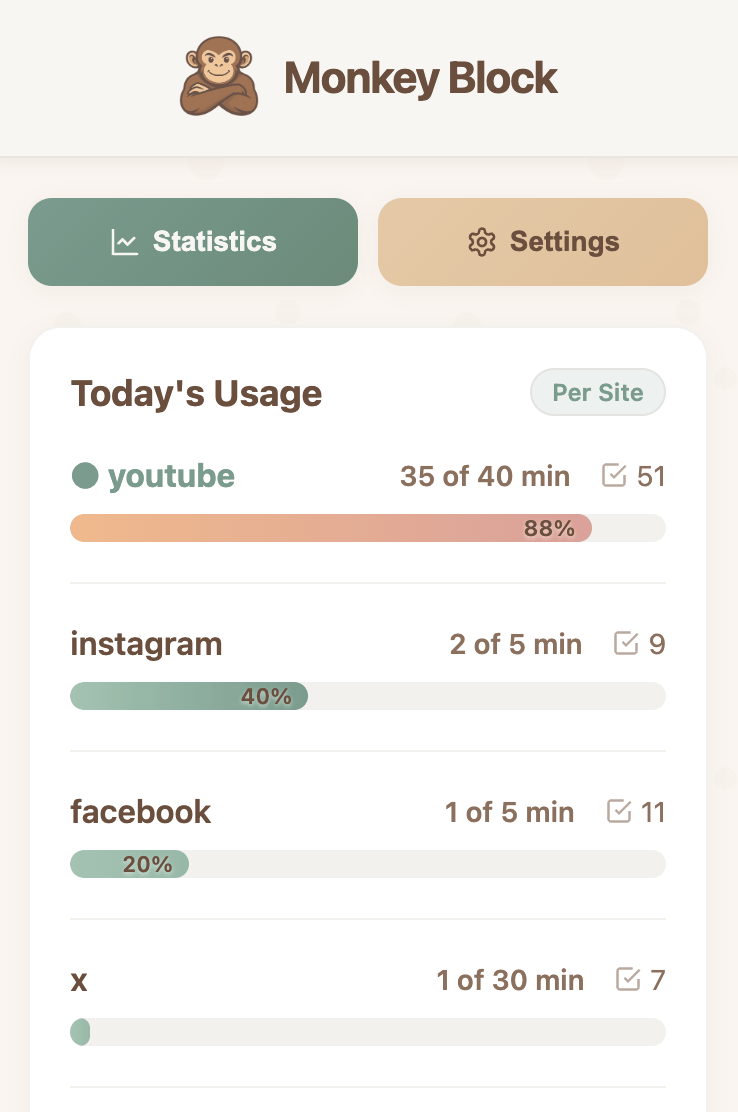 Monkey Block
Statistics
Settings
Today's Usage
Per Site
youtube 35 of 40 min 51
88%
instagram 2 of 5 min 9
40%
facebook 1 of 5 min 11
20%
x 1 of 30 min 7